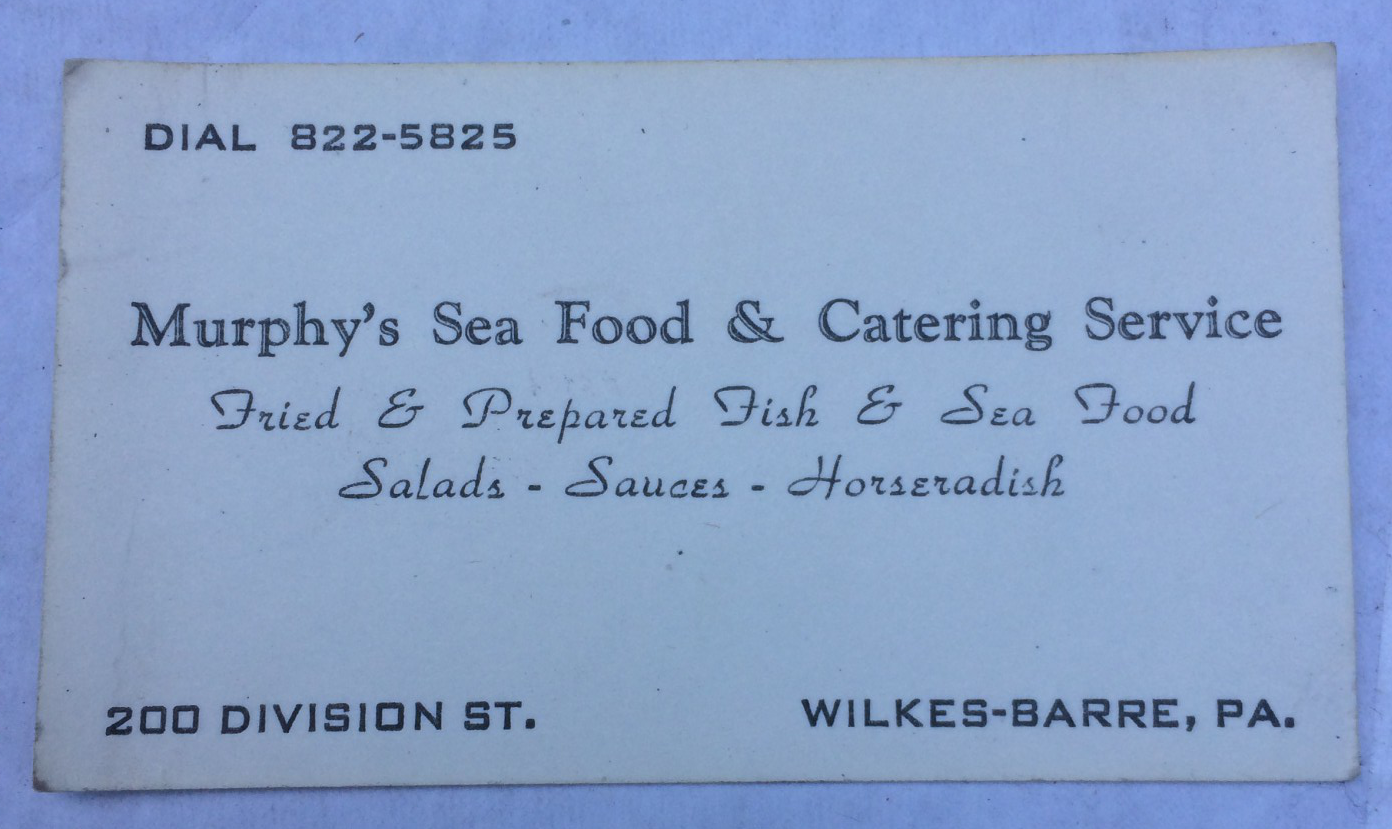 DIAL 822-5825
Murphy's Sea Food & Catering Service
Fried & Prepared Fish & Sea Food
Salads - Sauces - Horseradish
200 DIVISION ST. WILKES-BARRE, PA.